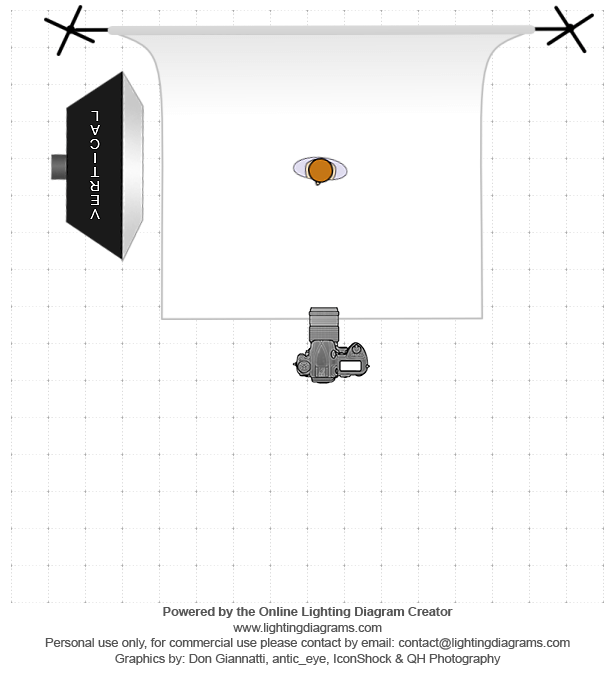 VERTICAL
Powered by the Online Lighting Diagram Creator
www.lightingdiagrams.com
Personal use only, for commercial use please contact by email: contact@lightingdiagrams.com
Graphics by: Don Giannatti, antic_eye, IconShock & QH Photography